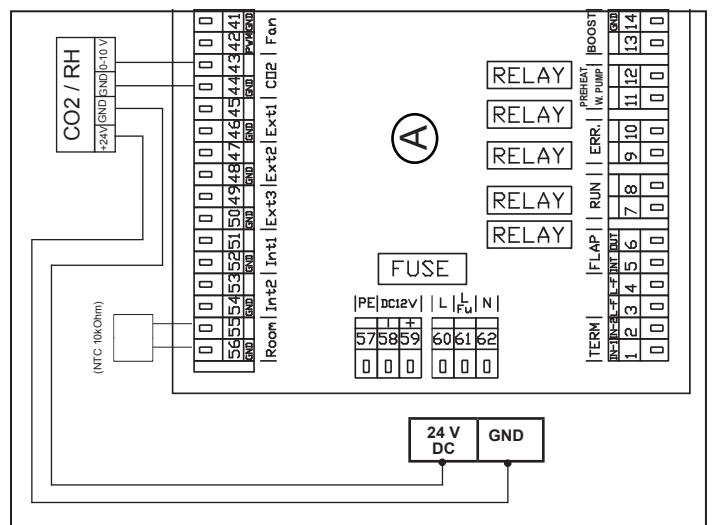 CO2 / RH
0-10 V
GND
GND
+24V
(NTC 10kOhm)
41 GND
42 PWM
43
44 GND
45
46 GND
47
48 GND
49
50 GND
51
52 GND
53
54 GND
55
56 GND
Fan
CO2
Ext1
Ext2
Ext3
Int1
Int2
Room
A
RELAY
RELAY
RELAY
RELAY
RELAY
FUSE
PE DC12V L L Fu N
- +
57 58 59 60 61 62
BOOST
PREHEAT
W. PUMP
ERR.
RUN
FLAP
TERM
GND 14
13
12
11
10
9
8
7
OUT 6
INT 5
L-F 4
L-F 3
IN-2 2
IN-1 1
24 V
DC
GND